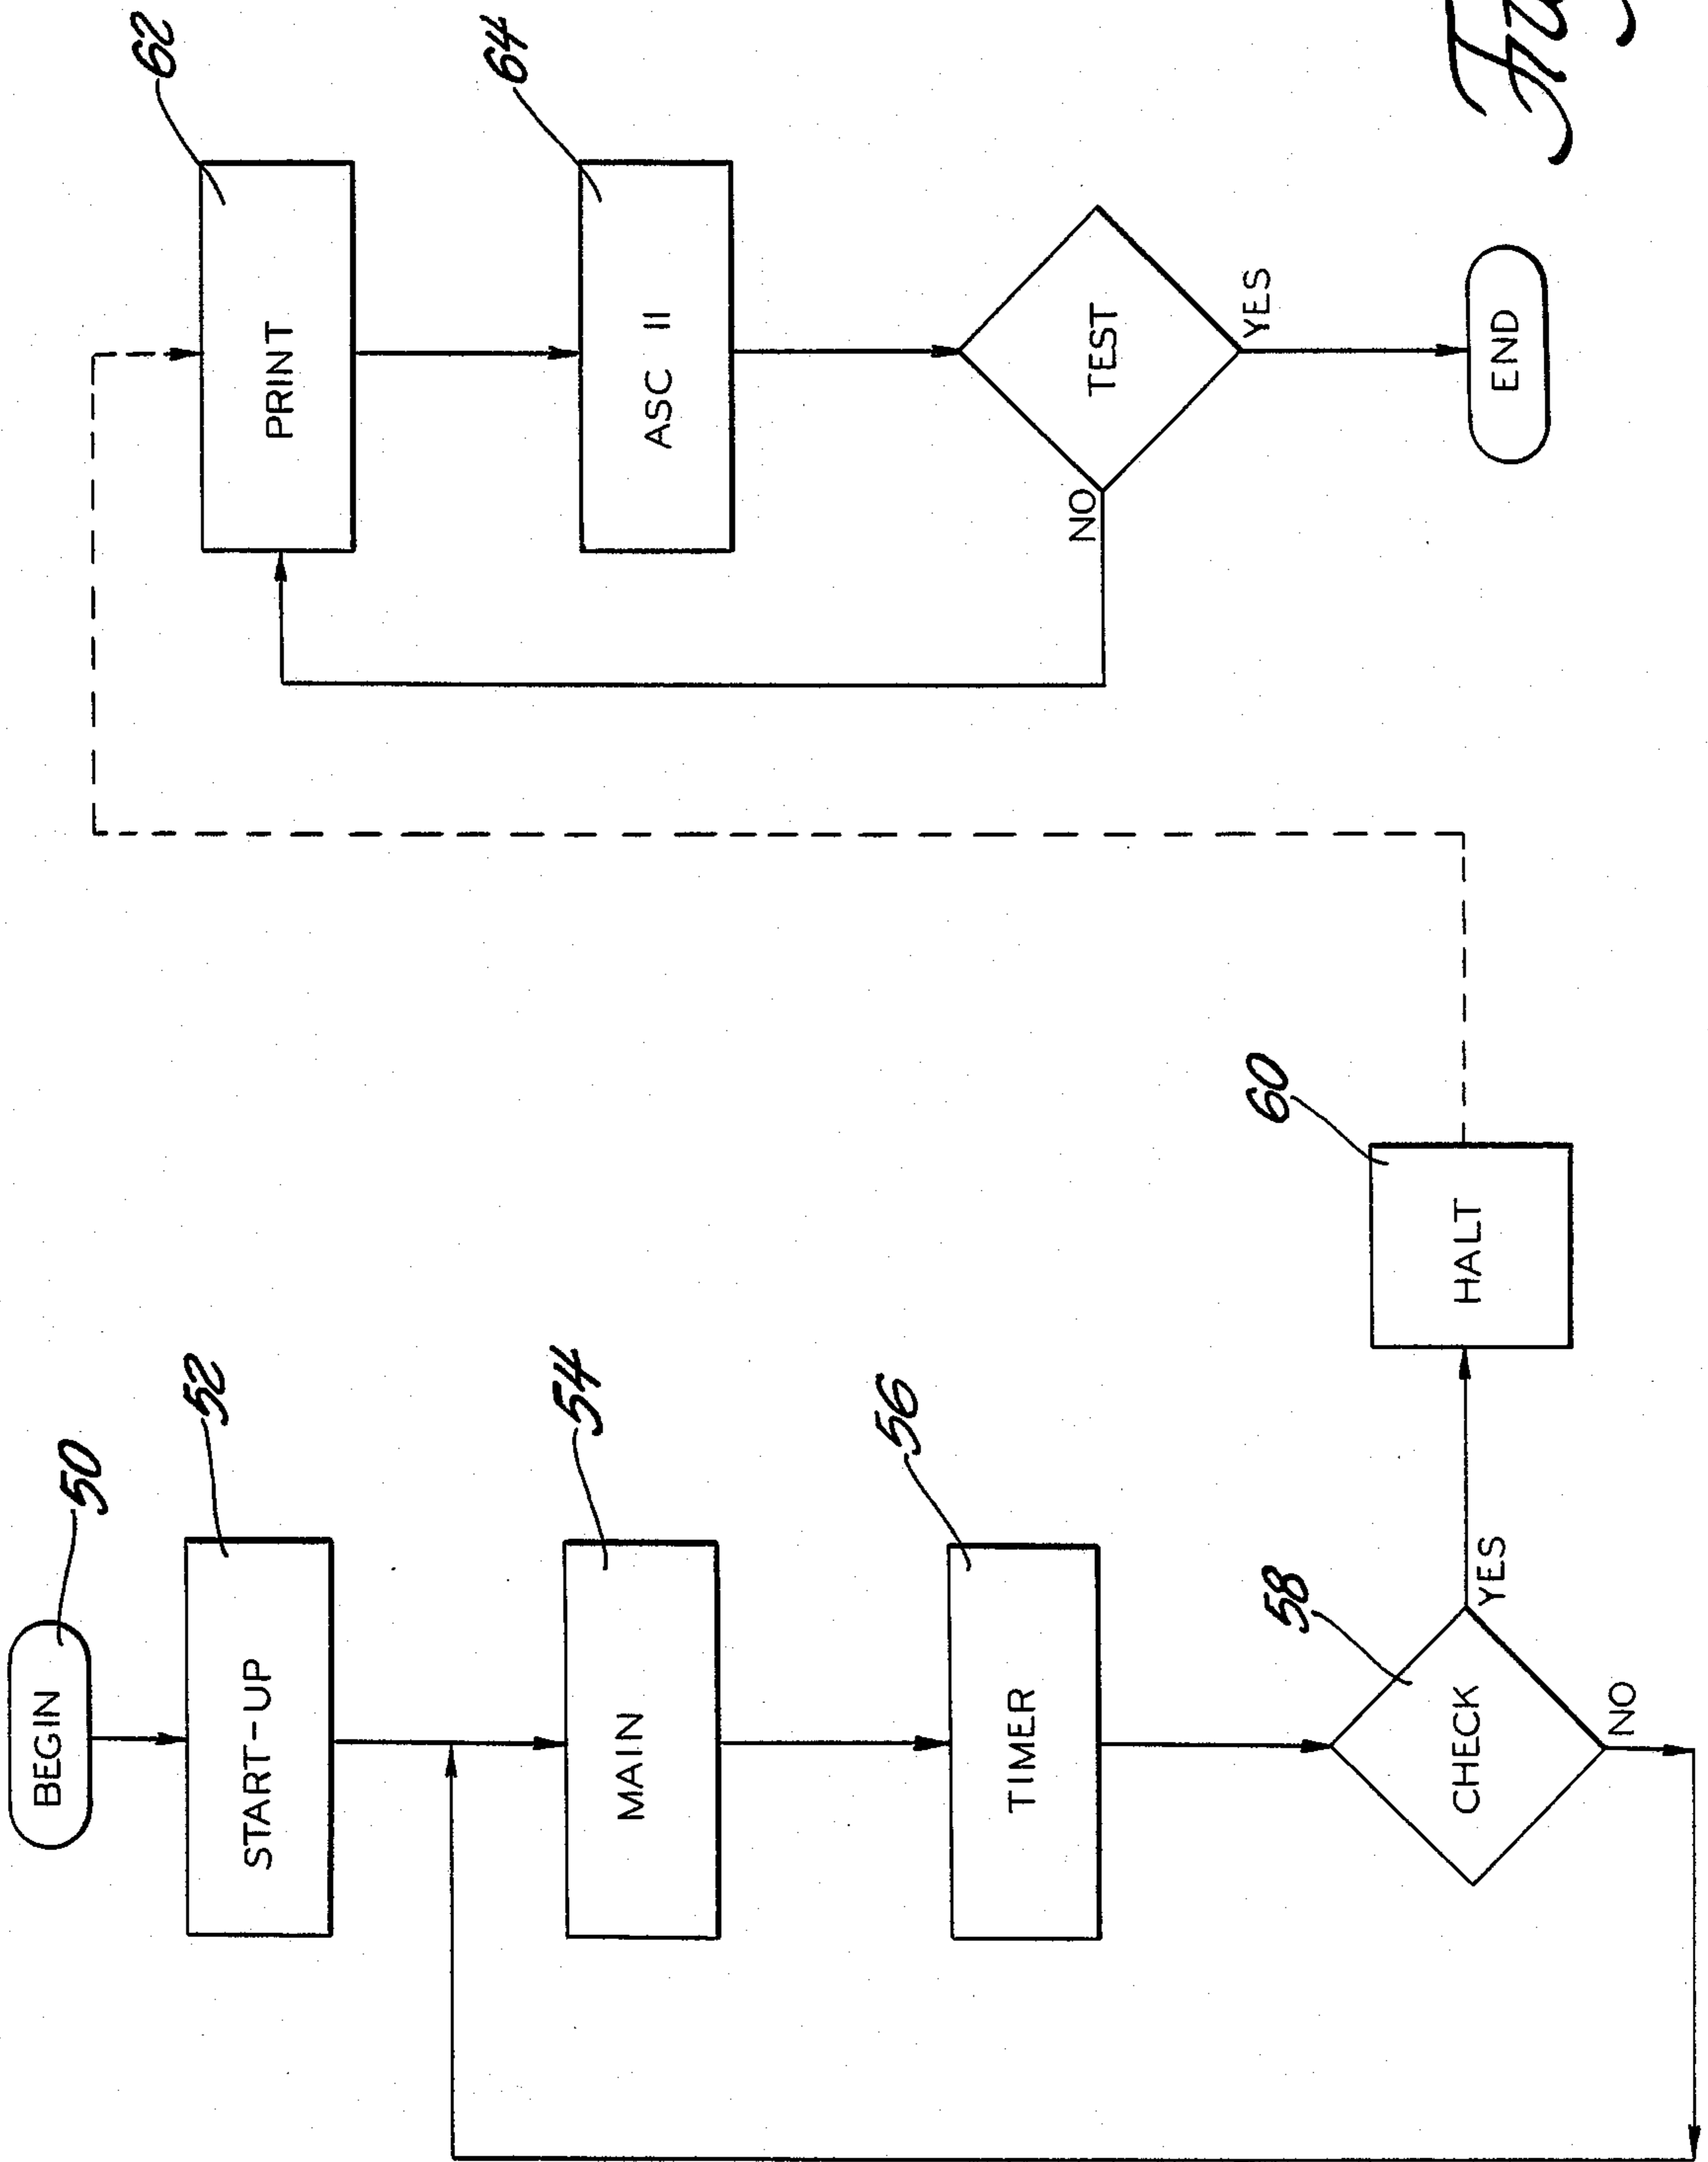 BEGIN
50
START-UP
52
MAIN
54
TIMER
56
CHECK
58
YES
NO
HALT
60
PRINT
62
ASC II
64
TEST
NO
YES
END